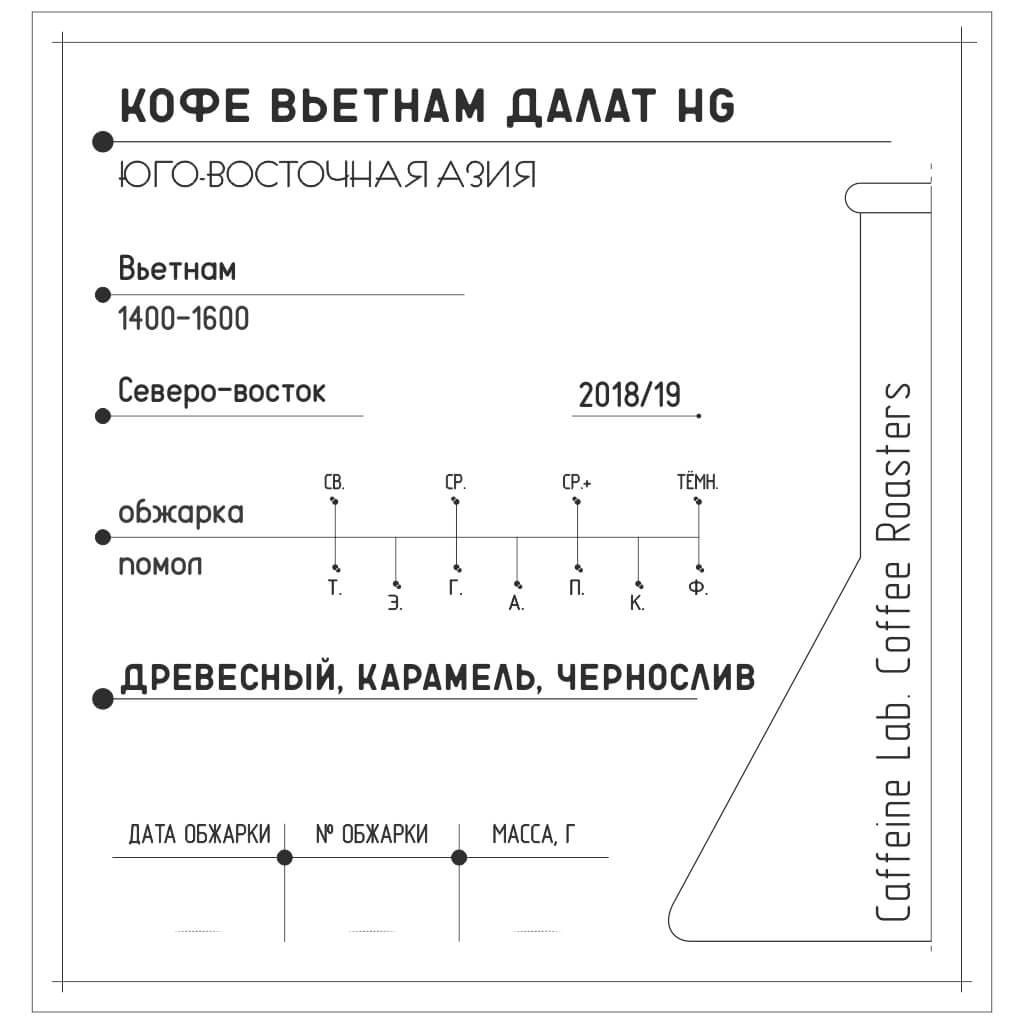 КОФЕ ВЬЕТНАМ ДАЛАТ HG
ЮГО-ВОСТОЧНАЯ АЗИЯ
Вьетнам
1400-1600
Северо-восток
2018/19
СВ. СР. СР.+ ТЁМН.
обжарка
помол
Т. Э. Г. А. П. К. Ф.
ДРЕВЕСНЫЙ, КАРАМЕЛЬ, ЧЕРНОСЛИВ
ДАТА ОБЖАРКИ № ОБЖАРКИ МАССА, Г
Caffeine Lab. Coffee Roasters